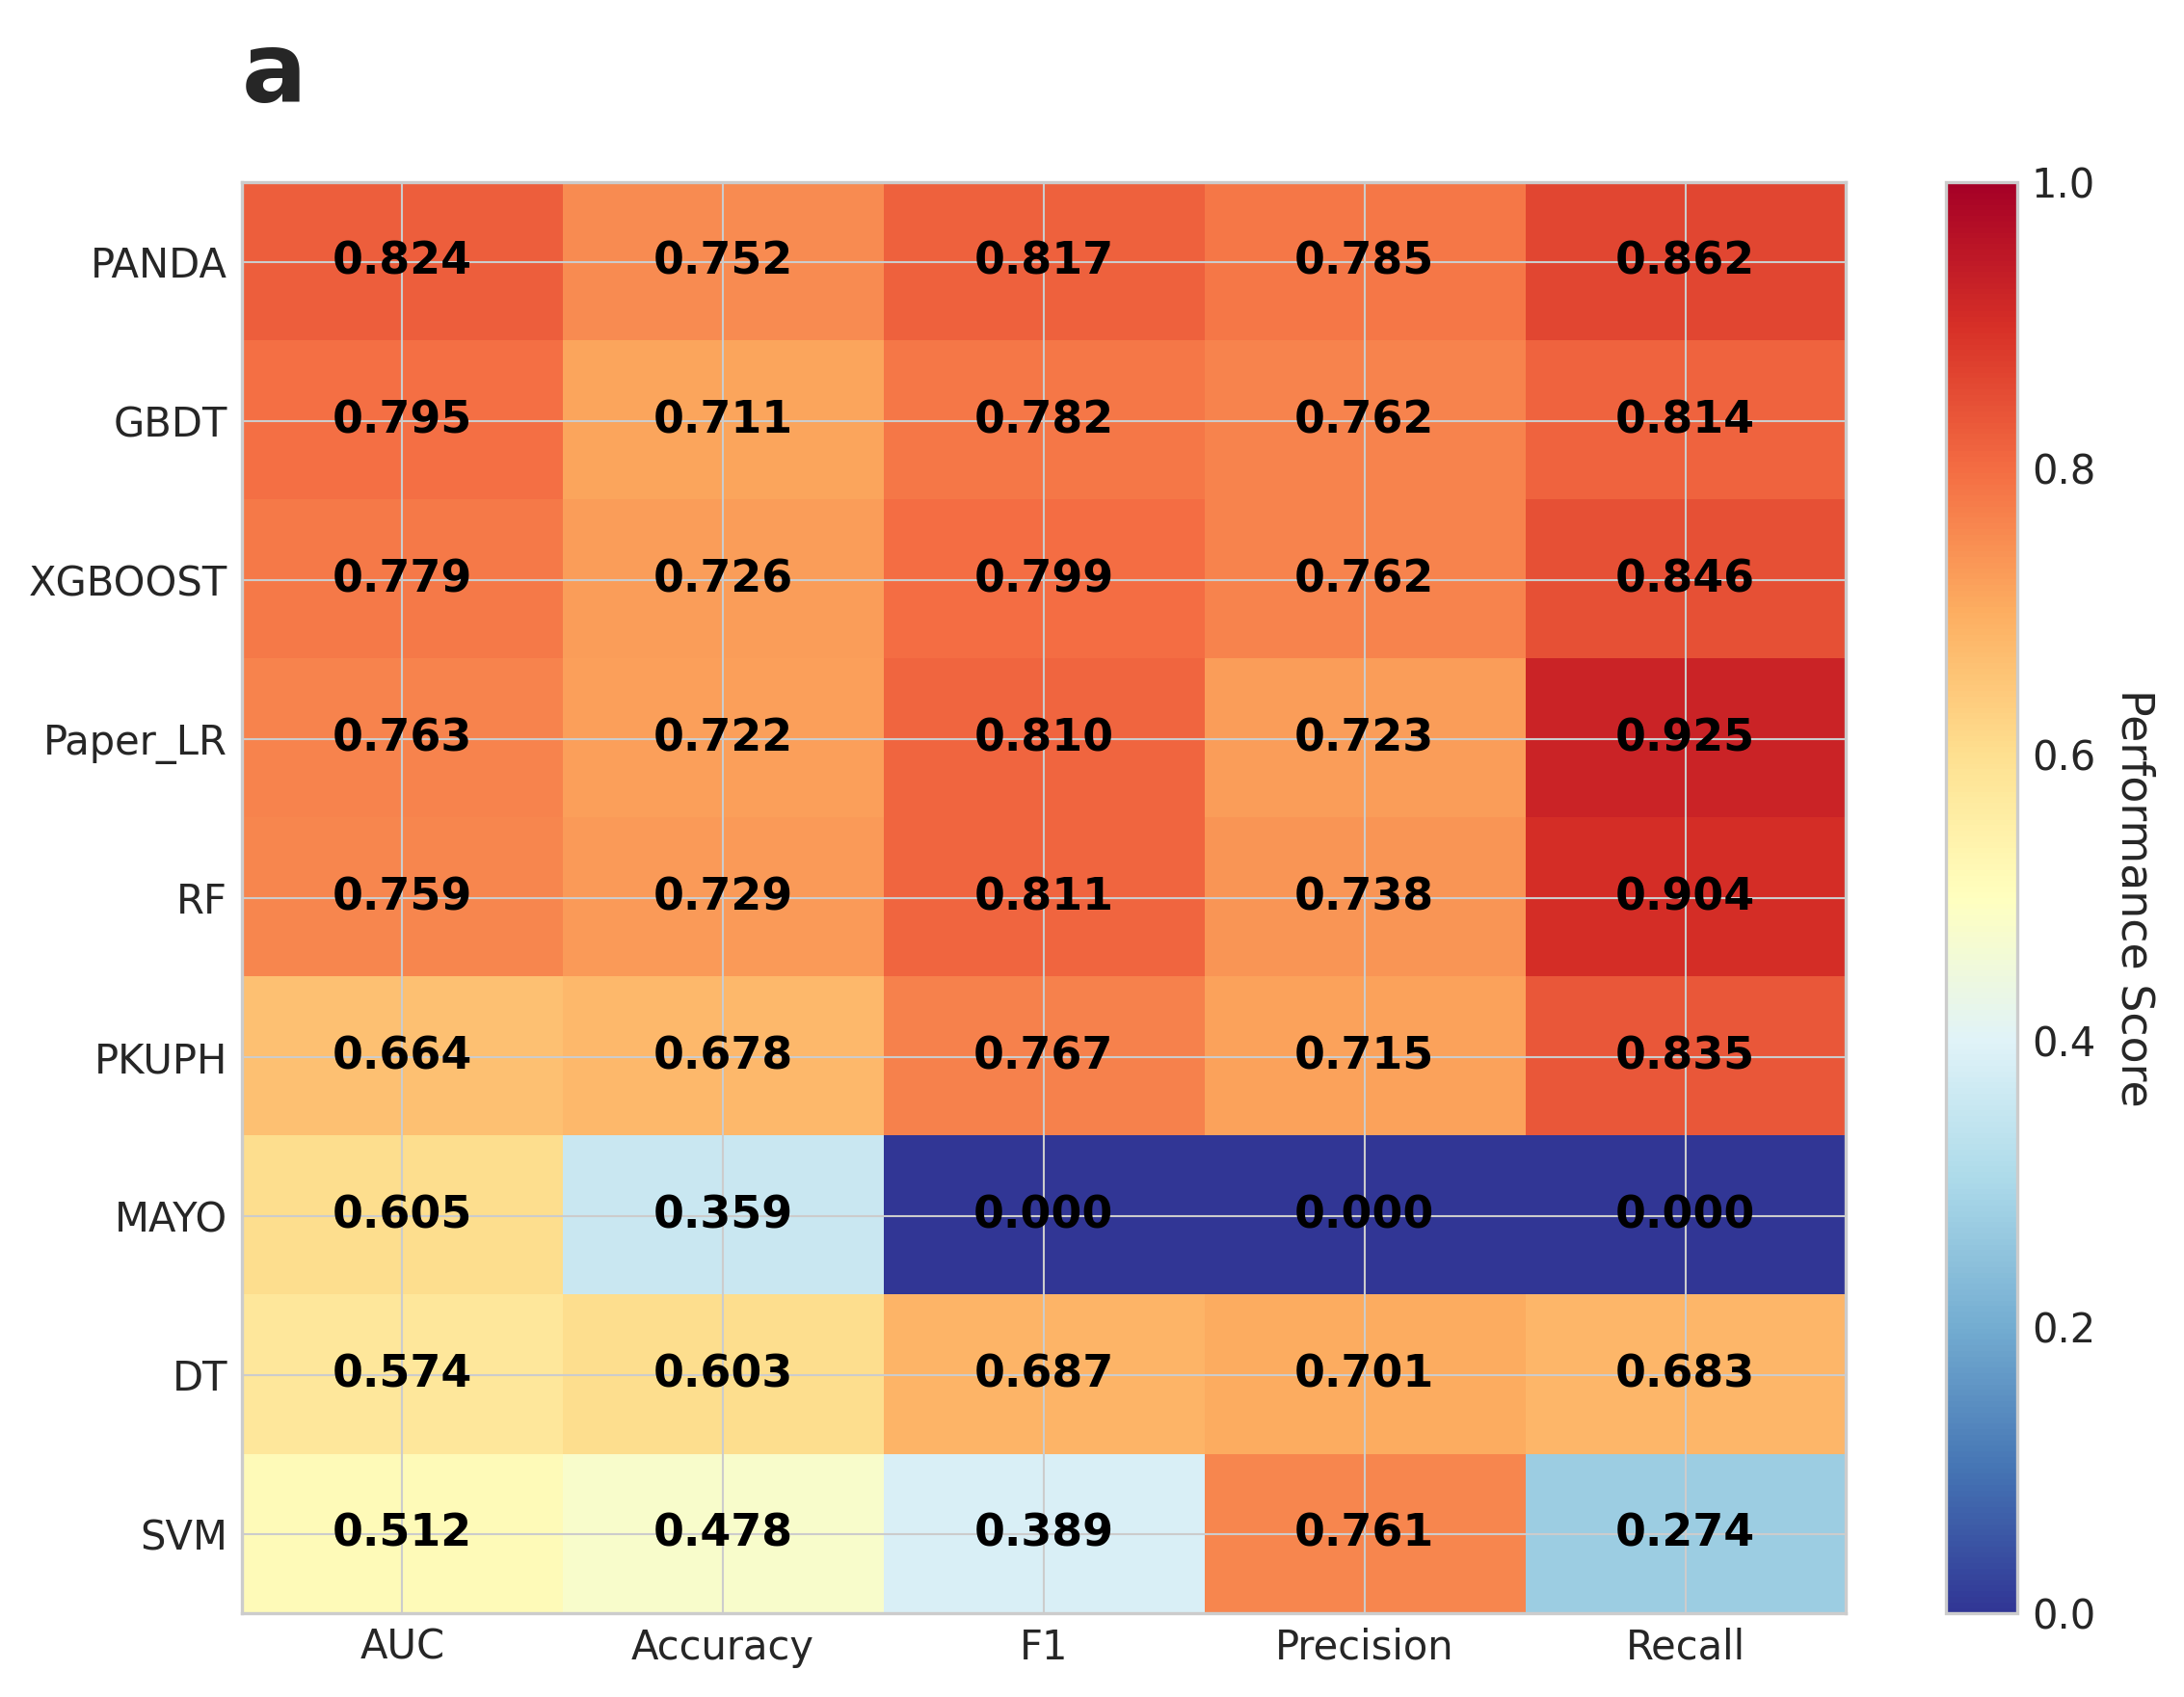 a
PANDA 0.824 0.752 0.817 0.785 0.862
GBDT 0.795 0.711 0.782 0.762 0.814
XGBOOST 0.779 0.726 0.799 0.762 0.846
Paper_LR 0.763 0.722 0.810 0.723 0.925
RF 0.759 0.729 0.811 0.738 0.904
PKUPH 0.664 0.678 0.767 0.715 0.835
MAYO 0.605 0.359 0.000 0.000 0.000
DT 0.574 0.603 0.687 0.701 0.683
SVM 0.512 0.478 0.389 0.761 0.274
AUC Accuracy F1 Precision Recall
1.0
0.8
0.6
0.4
0.2
0.0
Performance Score